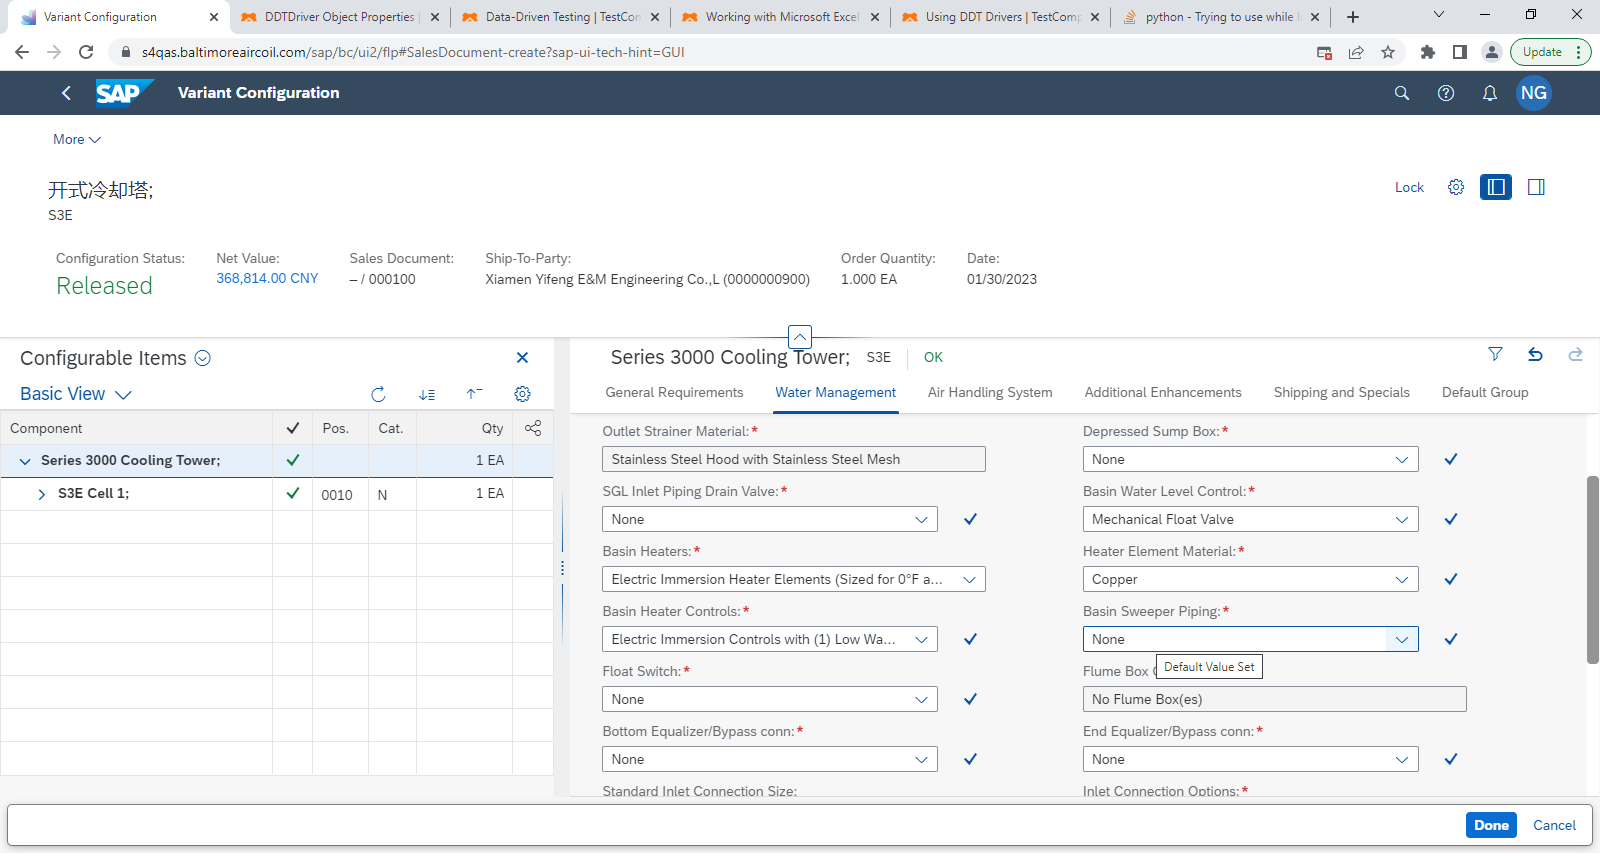 Variant Configuration
DDTDriver Object Properties
Data-Driven Testing | TestCon
Working with Microsoft Excel
Using DDT Drivers | TestComp
python - Trying to use while
s4qas.baltimoreaircoil.com/sap/bc/ui2/flp#SalesDocument-create?sap-ui-tech-hint=GUI
Update
SAP
Variant Configuration
NG
More
开式冷却塔;
S3E
Lock
Configuration Status:
Net Value:
Sales Document:
Ship-To-Party:
Order Quantity:
Date:
Released
368,814.00 CNY
– / 000100
Xiamen Yifeng E&M Engineering Co.,L (0000000900)
1.000 EA
01/30/2023
Configurable Items
Series 3000 Cooling Tower;
S3E
OK
Basic View
General Requirements
Water Management
Air Handling System
Additional Enhancements
Shipping and Specials
Default Group
Component
Pos.
Cat.
Qty
Series 3000 Cooling Tower;
1 EA
S3E Cell 1;
0010
N
1 EA
Outlet Strainer Material:*
Depressed Sump Box:*
Stainless Steel Hood with Stainless Steel Mesh
None
SGL Inlet Piping Drain Valve:*
Basin Water Level Control:*
None
Mechanical Float Valve
Basin Heaters:*
Heater Element Material:*
Electric Immersion Heater Elements (Sized for 0°F a...
Copper
Basin Heater Controls:*
Basin Sweeper Piping:*
Electric Immersion Controls with (1) Low Wa...
None
Default Value Set
Float Switch:*
Flume Box
None
No Flume Box(es)
Bottom Equalizer/Bypass conn:*
End Equalizer/Bypass conn:*
None
None
Standard Inlet Connection Size:
Inlet Connection Options:*
Done
Cancel